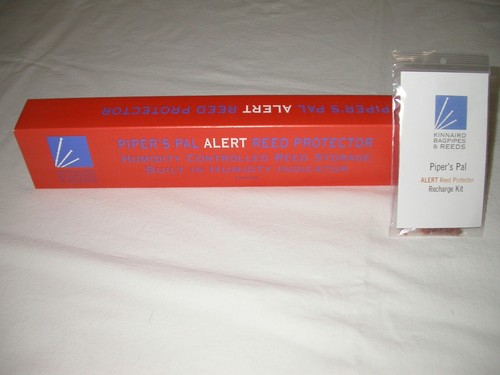 PIPER'S PAL ALERT REED PROTECTOR
PIPER'S PAL ALERT REED PROTECTOR
HUMIDITY CONTROLLED REED STORAGE
BUILT IN HUMIDITY INDICATOR
KINNAIRD
BAGPIPES
& REEDS
Piper's Pal
ALERT Reed Protector
Recharge Kit